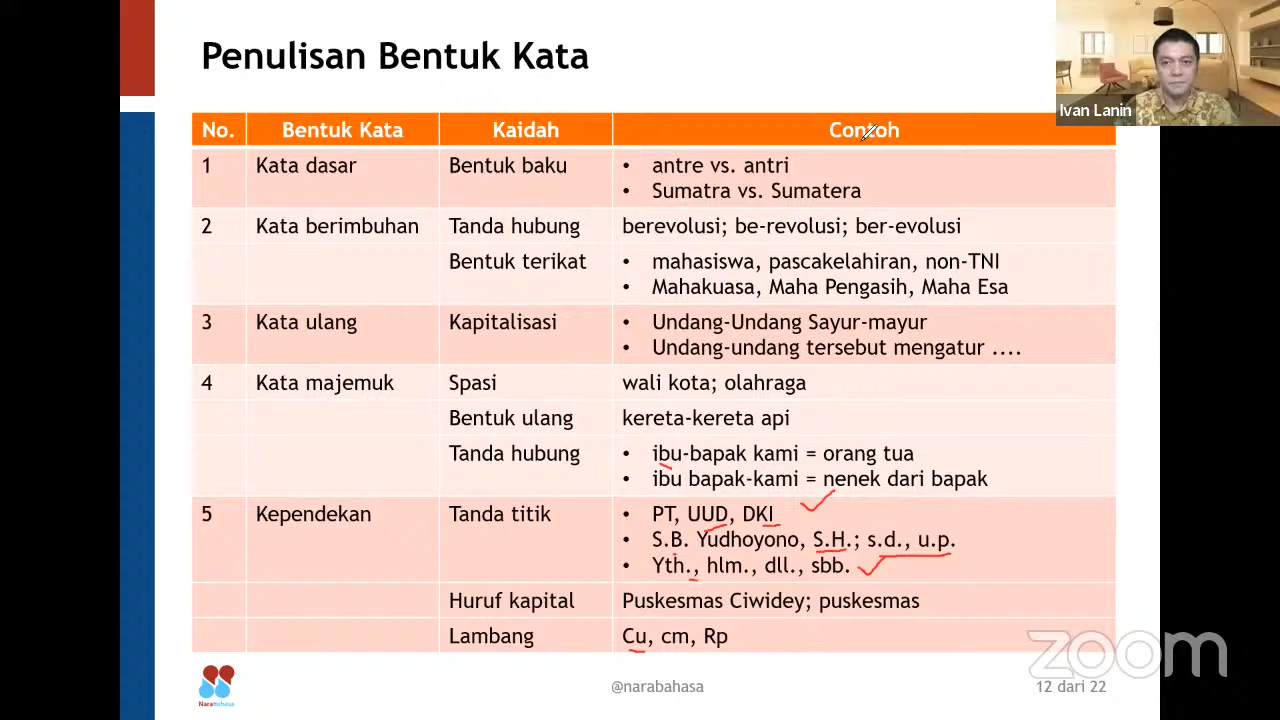 Penulisan Bentuk Kata
Ivan Lanin
No. Bentuk Kata Kaidah Contoh
1 Kata dasar Bentuk baku • antre vs. antri
• Sumatra vs. Sumatera
2 Kata berimbuhan Tanda hubung berevolusi; be-revolusi; ber-evolusi
Bentuk terikat • mahasiswa, pascakelahiran, non-TNI
• Mahakuasa, Maha Pengasih, Maha Esa
3 Kata ulang Kapitalisasi • Undang-Undang Sayur-mayur
• Undang-undang tersebut mengatur ....
4 Kata majemuk Spasi wali kota; olahraga
Bentuk ulang kereta-kereta api
Tanda hubung • ibu-bapak kami = orang tua
• ibu bapak-kami = nenek dari bapak
5 Kependekan Tanda titik • PT, UUD, DKI
• S.B. Yudhoyono, S.H.; s.d., u.p.
• Yth., hlm., dll., sbb.
Huruf kapital Puskesmas Ciwidey; puskesmas
Lambang Cu, cm, Rp
zoom
Narabahasa
@narabahasa
12 dari 22